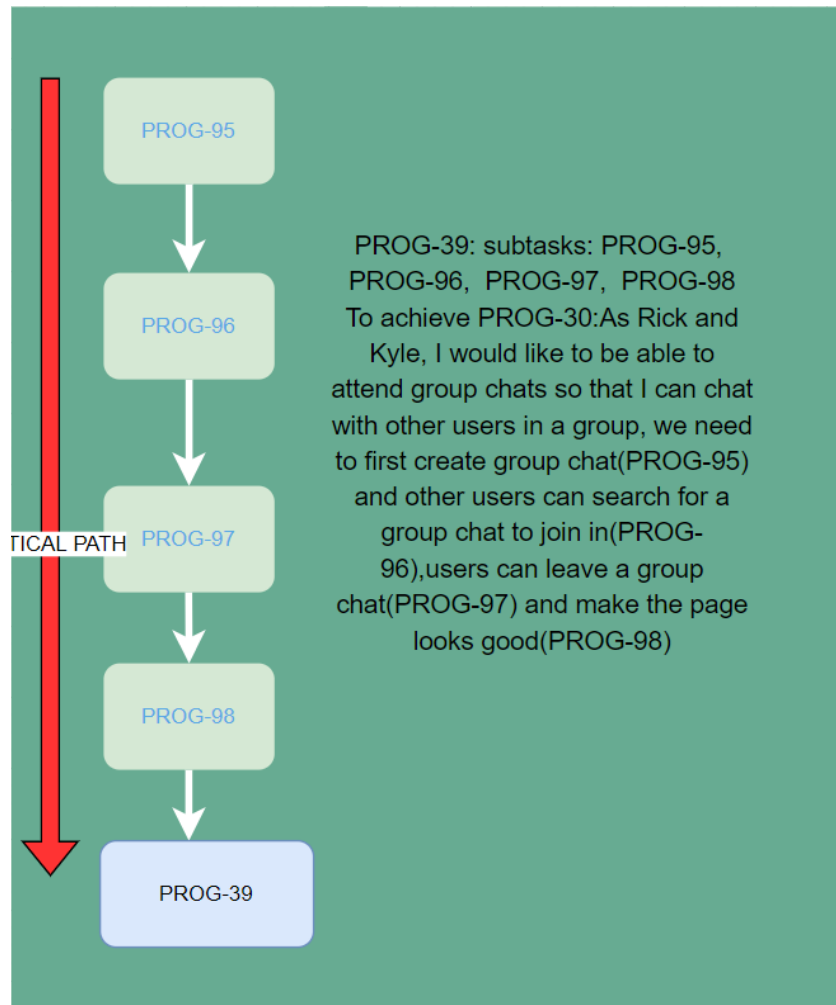 PROG-95
PROG-96
PROG-97
TICAL PATH
PROG-98
PROG-39
PROG-39: subtasks: PROG-95,
PROG-96, PROG-97, PROG-98
To achieve PROG-30:As Rick and
Kyle, I would like to be able to
attend group chats so that I can chat
with other users in a group, we need
to first create group chat(PROG-95)
and other users can search for a
group chat to join in(PROG-
96),users can leave a group
chat(PROG-97) and make the page
looks good(PROG-98)